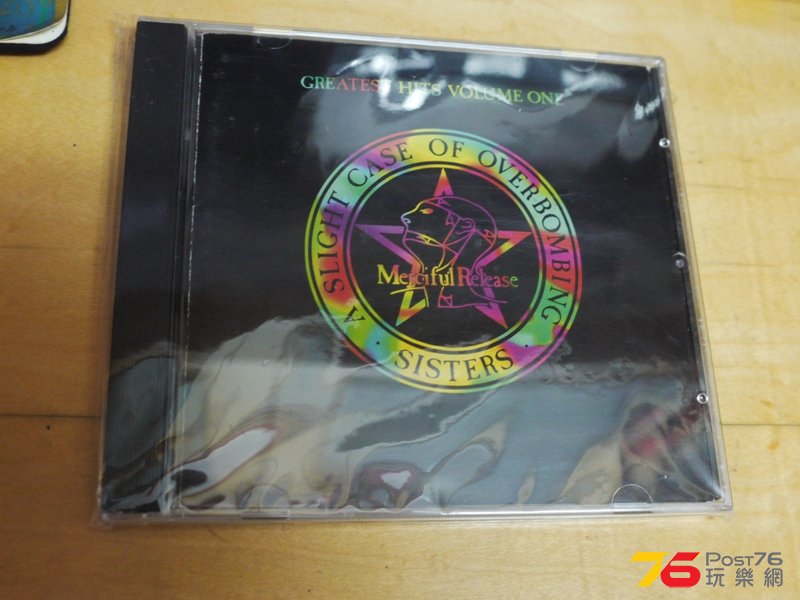 GREATEST HITS VOLUME ONE
A SLIGHT CASE OF OVERBOMBING
Merciful Release
· SISTERS ·
76 POST76
玩樂網